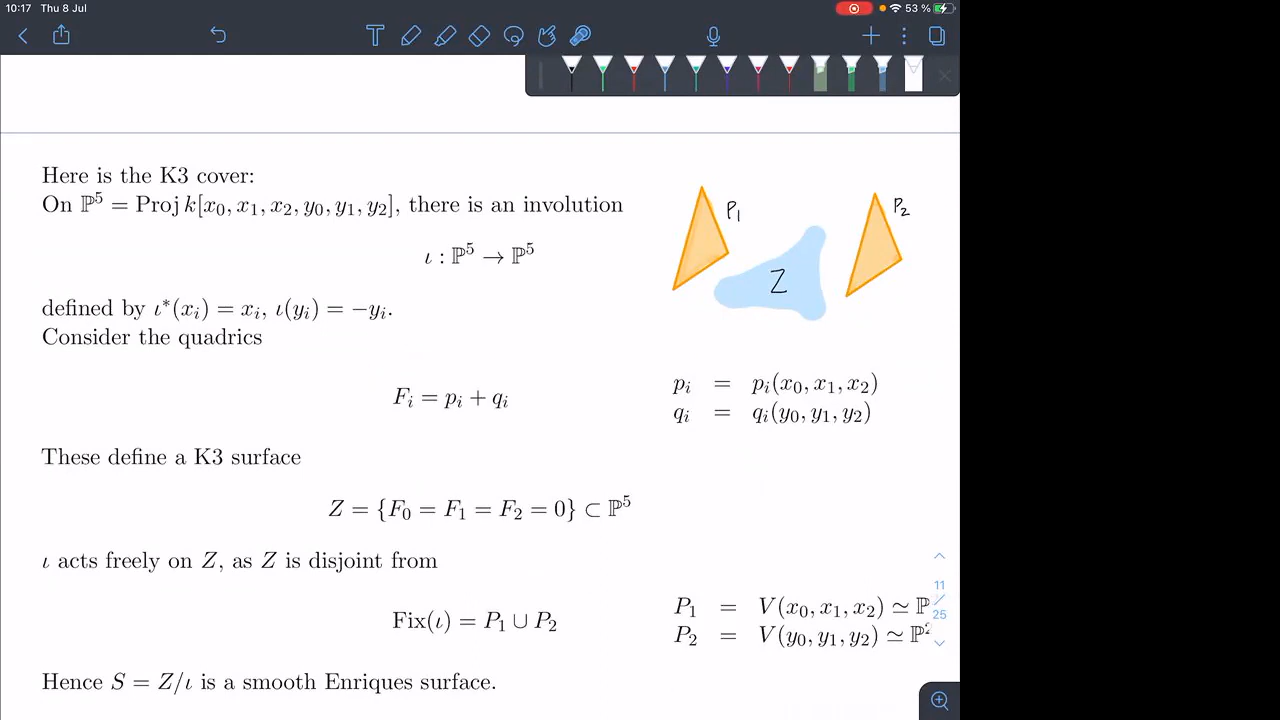 10:17 Thu 8 Jul
53 %
T
Here is the K3 cover:
On ℙ⁵ = Proj k[x₀, x₁, x₂, y₀, y₁, y₂], there is an involution
ι : ℙ⁵ → ℙ⁵
defined by ι*(xᵢ) = xᵢ, ι(yᵢ) = −yᵢ.
Consider the quadrics
Fᵢ = pᵢ + qᵢ
pᵢ = pᵢ(x₀, x₁, x₂)
qᵢ = qᵢ(y₀, y₁, y₂)
These define a K3 surface
Z = {F₀ = F₁ = F₂ = 0} ⊂ ℙ⁵
ι acts freely on Z, as Z is disjoint from
Fix(ι) = P₁ ∪ P₂
P₁ = V(x₀, x₁, x₂) ≃ ℙ
P₂ = V(y₀, y₁, y₂) ≃ ℙ²
Hence S = Z/ι is a smooth Enriques surface.
P₁
P₂
Z
11
/
25